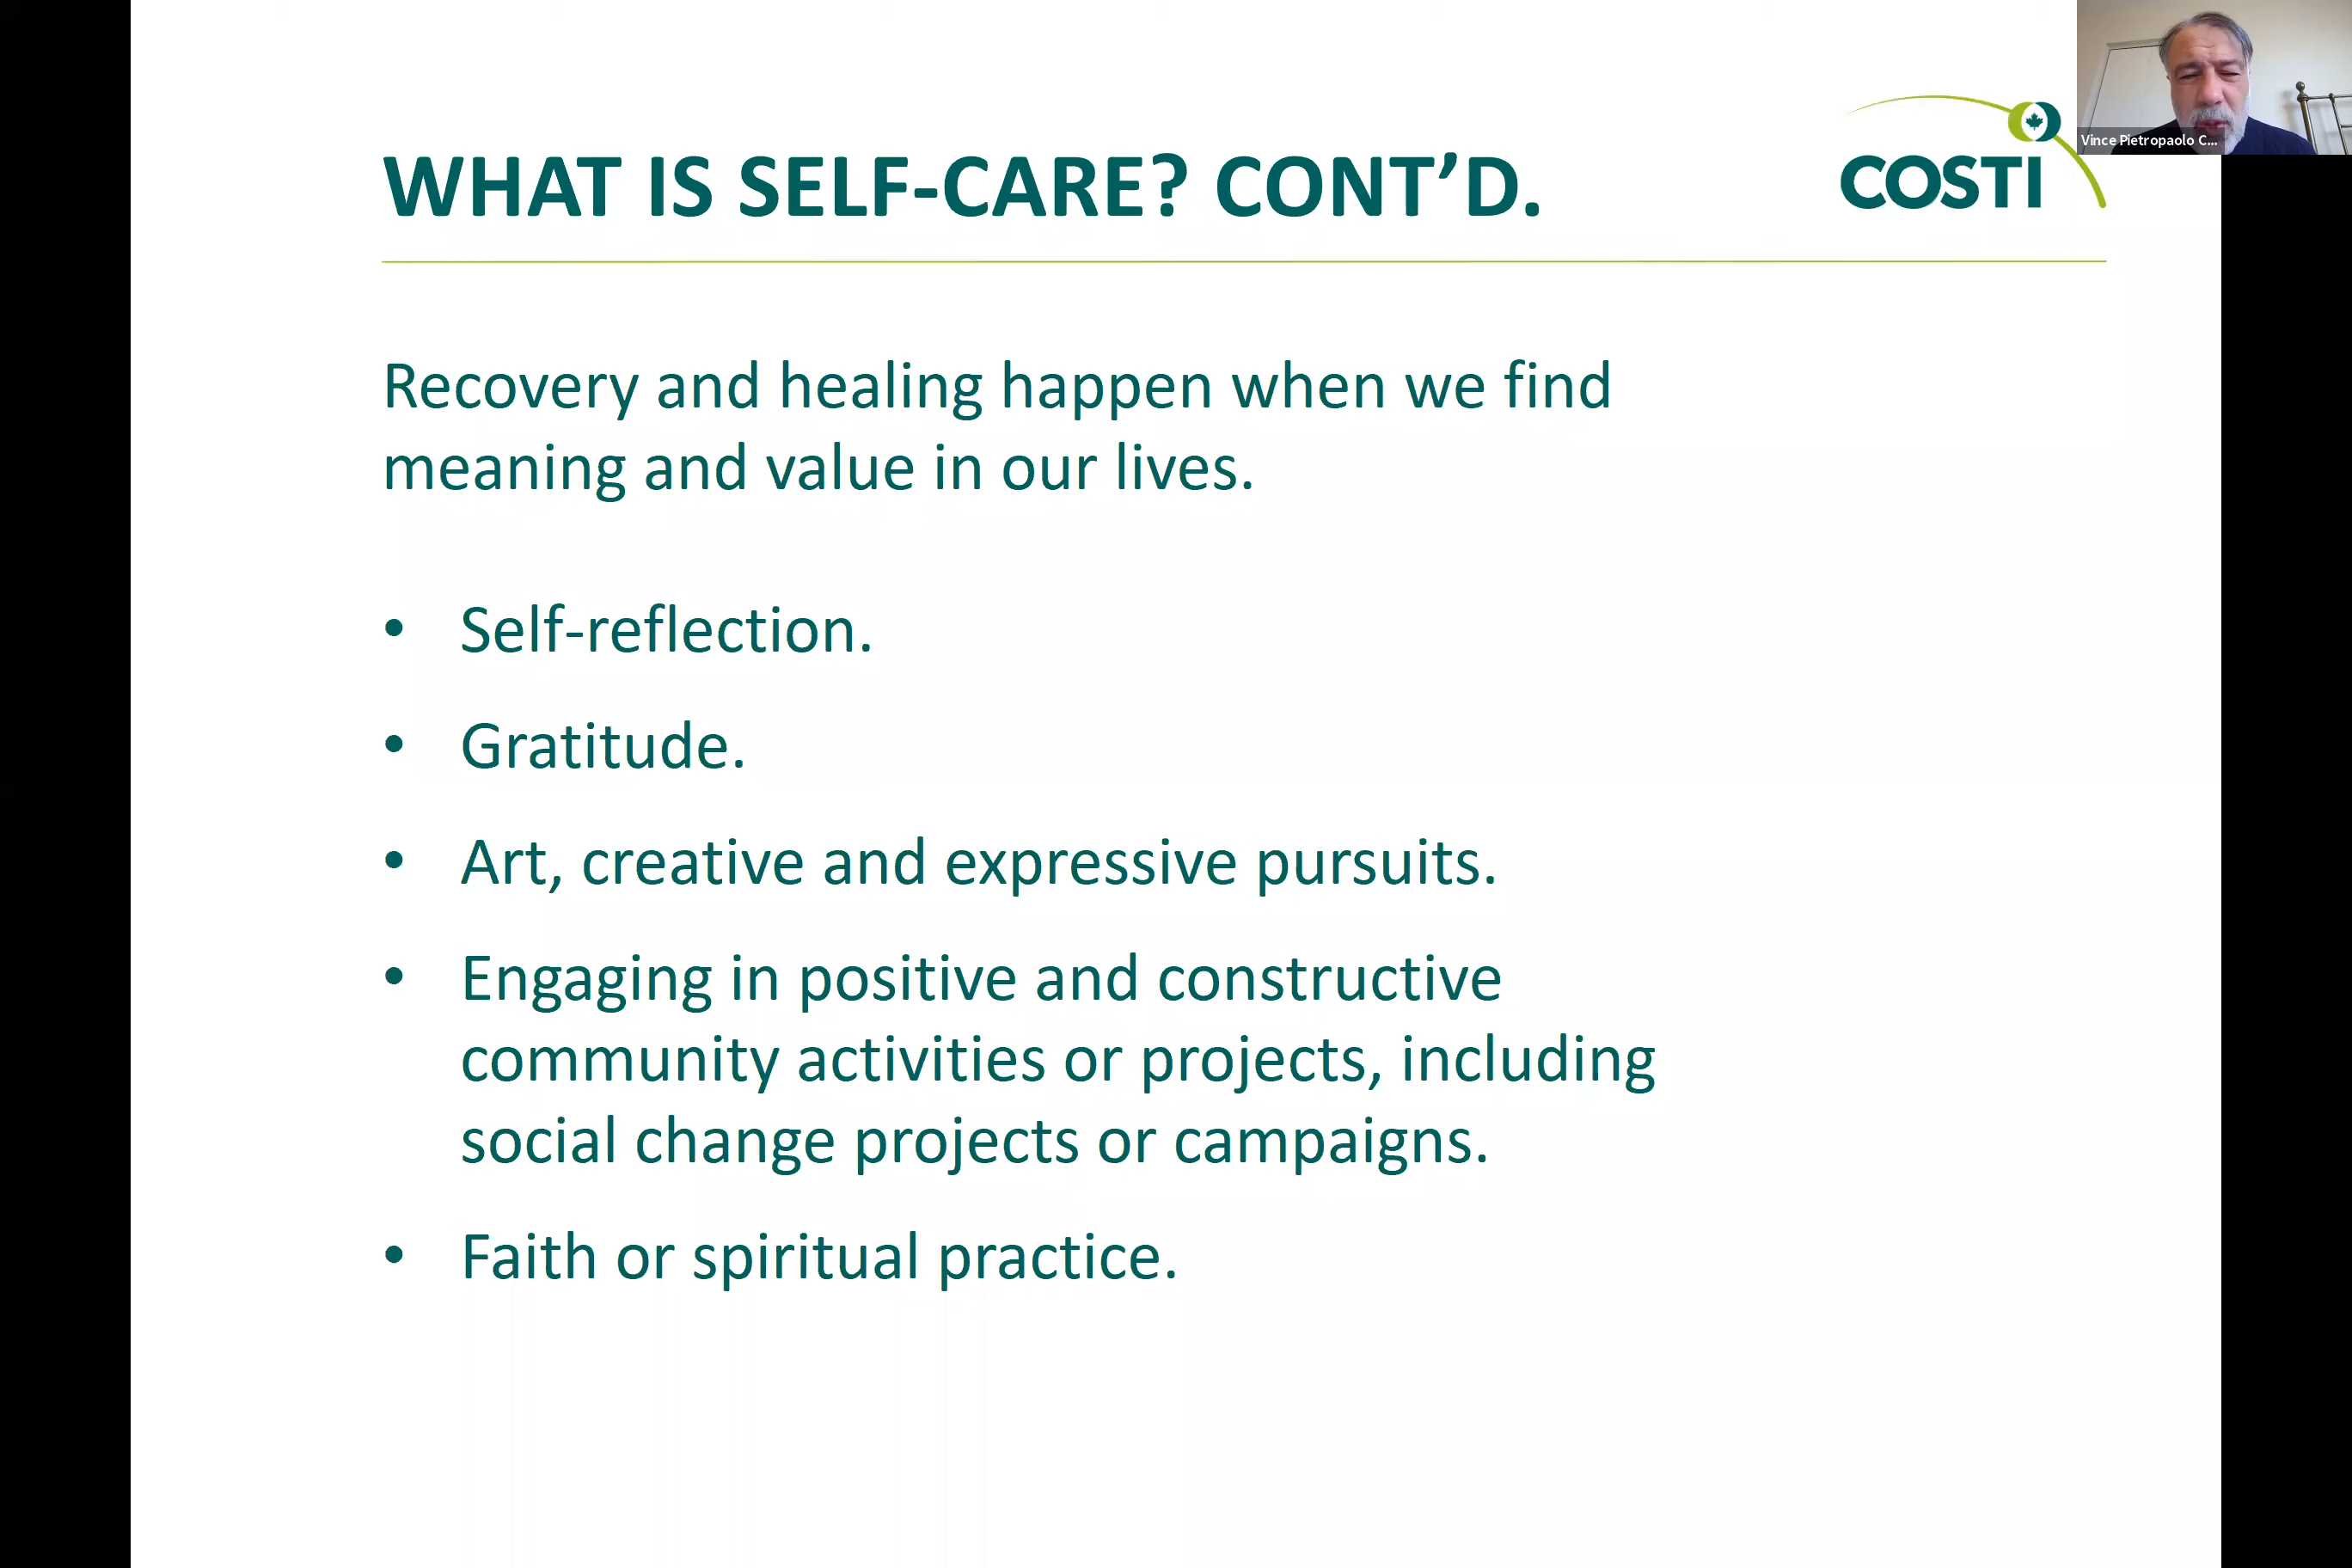 WHAT IS SELF-CARE? CONT’D.
COSTI
Vince Pietropaolo C...
Recovery and healing happen when we find
meaning and value in our lives.
• Self-reflection.
• Gratitude.
• Art, creative and expressive pursuits.
• Engaging in positive and constructive
community activities or projects, including
social change projects or campaigns.
• Faith or spiritual practice.